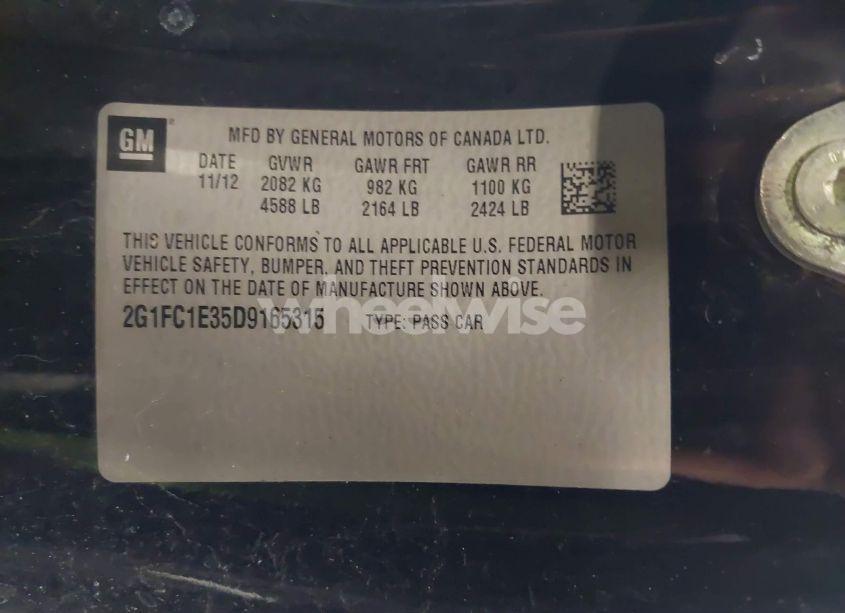 GM
MFD BY GENERAL MOTORS OF CANADA LTD.
DATE GVWR GAWR FRT GAWR RR
11/12 2082 KG 982 KG 1100 KG
4588 LB 2164 LB 2424 LB
THIS VEHICLE CONFORMS TO ALL APPLICABLE U.S. FEDERAL MOTOR
VEHICLE SAFETY, BUMPER, AND THEFT PREVENTION STANDARDS IN
EFFECT ON THE DATE OF MANUFACTURE SHOWN ABOVE.
2G1FC1E35D9165315 TYPE: PASS CAR
wheelwise